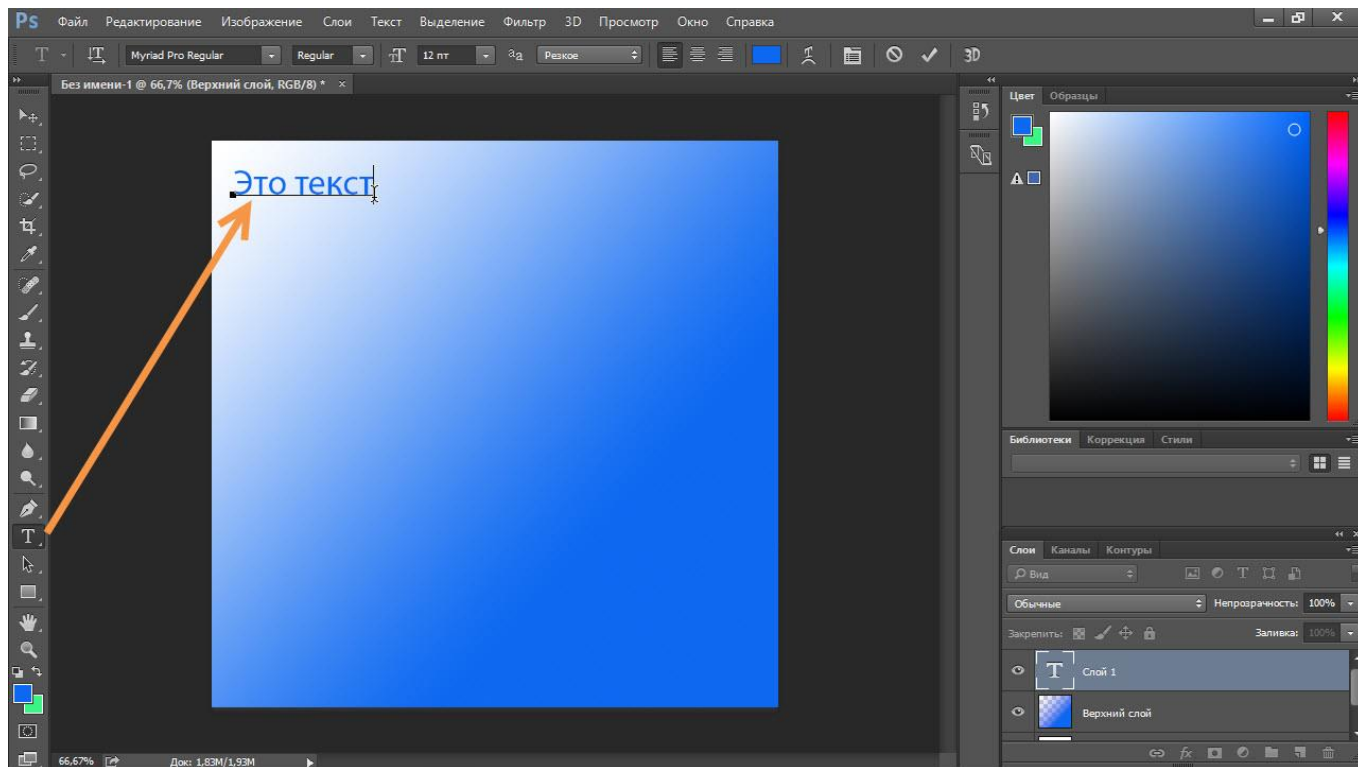 Ps Файл Редактирование Изображение Слои Текст Выделение Фильтр 3D Просмотр Окно Справка
T Myriad Pro Regular Regular 12 пт aа Резкое 3D
Без имени-1 @ 66,7% (Верхний слой, RGB/8) * ×
Цвет Образцы
Это текст
Библиотеки Коррекция Стили
T
Слои Каналы Контуры
Вид T
Обычные Непрозрачность: 100%
Закрепить: Заливка: 100%
T Слой 1
Верхний слой
fx
66,67% Док: 1,83M/1,93M